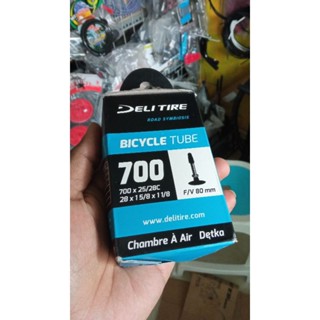 DELI TIRE
ROAD SYMBIOSIS
BICYCLE TUBE
700
700 x 25/28C
28 x 1 5/8 x 1 1/8
F/V 80 mm
www.delitire.com
Chambre À Air Dętka